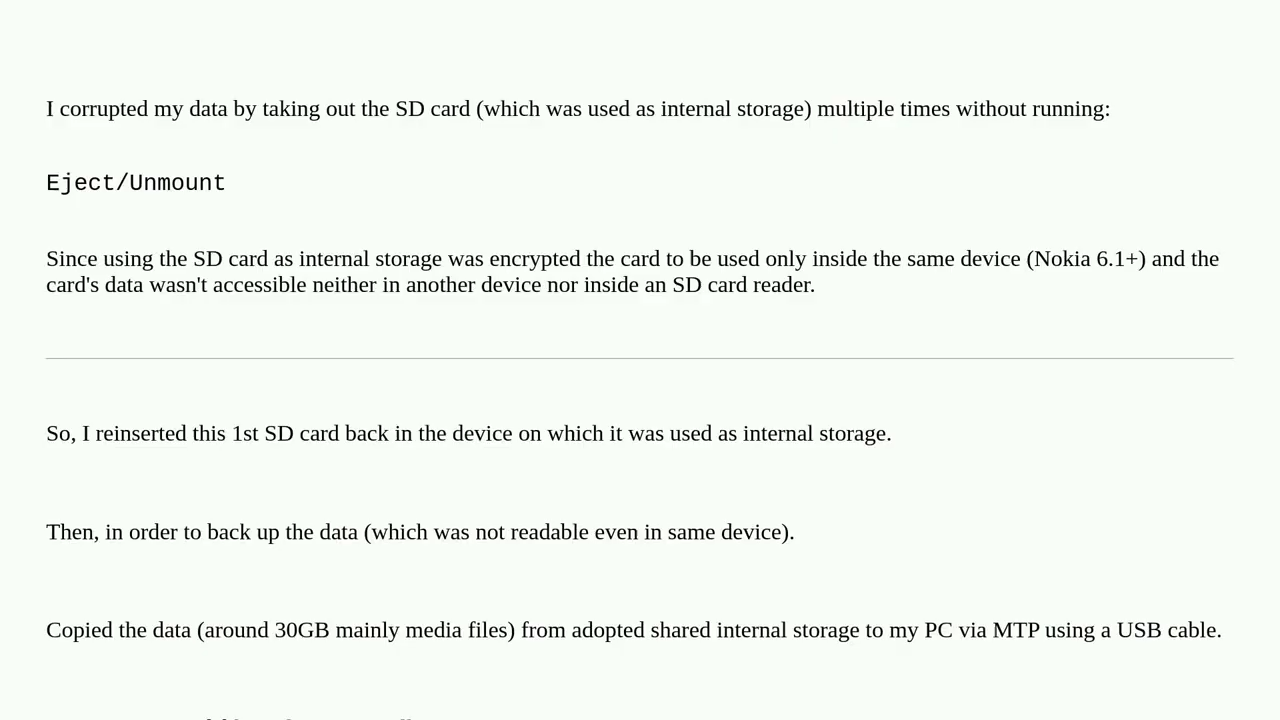 I corrupted my data by taking out the SD card (which was used as internal storage) multiple times without running:
Eject/Unmount
Since using the SD card as internal storage was encrypted the card to be used only inside the same device (Nokia 6.1+) and the
card's data wasn't accessible neither in another device nor inside an SD card reader.
So, I reinserted this 1st SD card back in the device on which it was used as internal storage.
Then, in order to back up the data (which was not readable even in same device).
Copied the data (around 30GB mainly media files) from adopted shared internal storage to my PC via MTP using a USB cable.